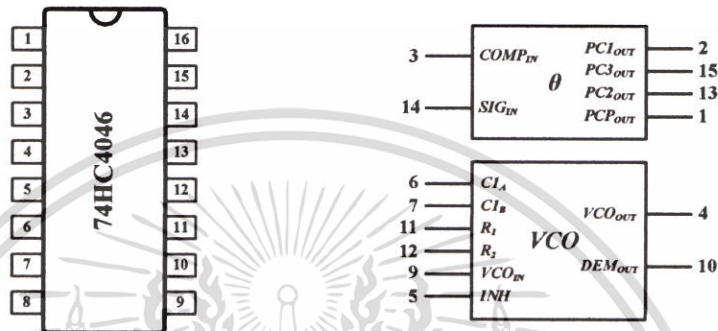 1 16
2 15
3 14
4 13
5 12
6 11
7 10
8 9
74HC4046
3 COMP_IN PC1_OUT 2
PC3_OUT 15
θ
14 SIG_IN PC2_OUT 13
PCP_OUT 1
6 C1_A
7 C1_B VCO_OUT 4
11 R_1
12 R_2 VCO
9 VCO_IN DEM_OUT 10
5 INH